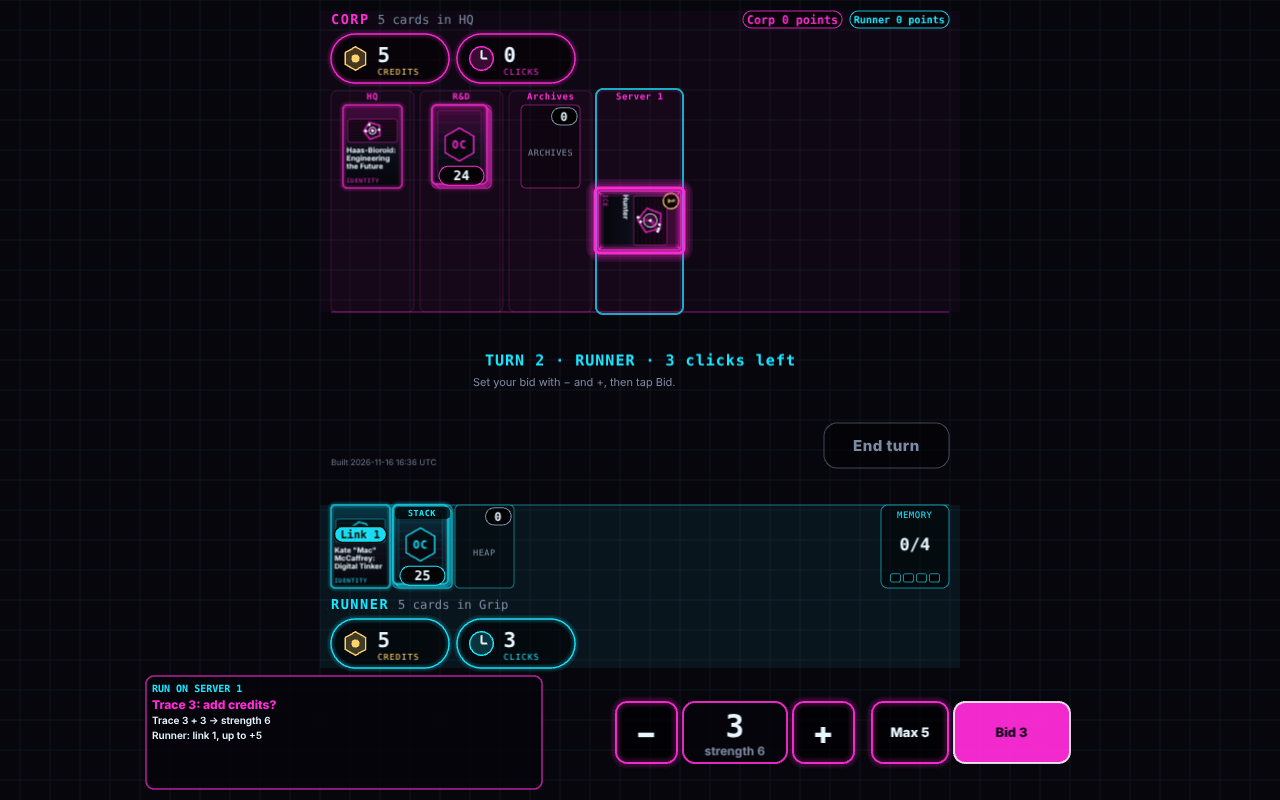 CORP 5 cards in HQ
Corp 0 points
Runner 0 points
5
CREDITS
0
CLICKS
HQ
R&D
Archives
Server 1
Haas-Bioroid:
Engineering
the Future
IDENTITY
OC
24
0
ARCHIVES
Hunter
ICE
TURN 2 · RUNNER · 3 clicks left
Set your bid with − and +, then tap Bid.
End turn
Built 2026-11-16 16:36 UTC
Link 1
Kate "Mac"
McCaffrey:
Digital Tinker
IDENTITY
STACK
OC
25
0
HEAP
MEMORY
0/4
RUNNER 5 cards in Grip
5
CREDITS
3
CLICKS
RUN ON SERVER 1
Trace 3: add credits?
Trace 3 + 3 → strength 6
Runner: link 1, up to +5
−
3
strength 6
+
Max 5
Bid 3